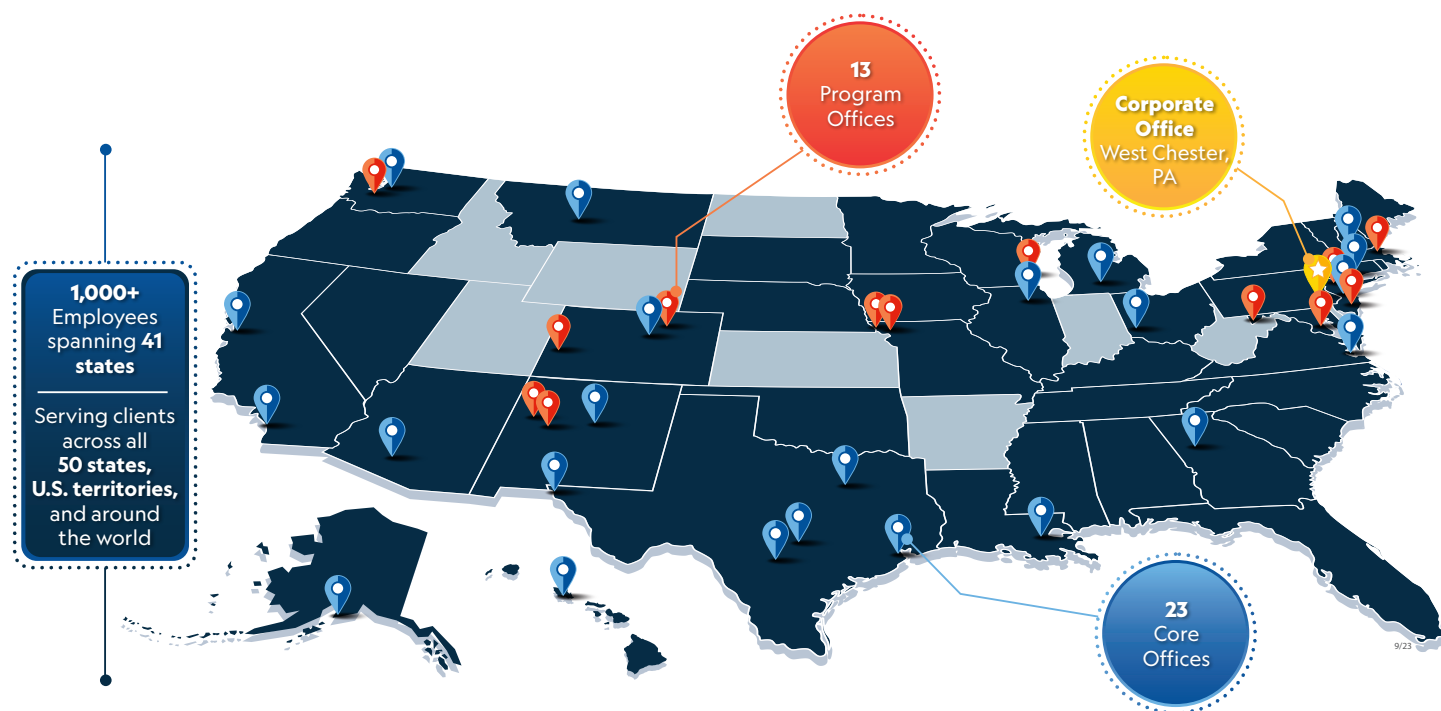 13
Program
Offices
Corporate
Office
West Chester,
PA
1,000+
Employees
spanning 41
states
Serving clients
across all
50 states,
U.S. territories,
and around
the world
23
Core
Offices
9/23